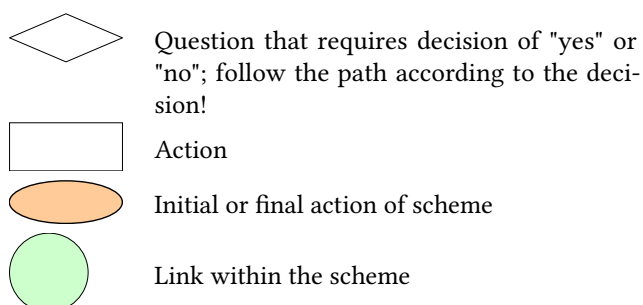 Question that requires decision of "yes" or
"no"; follow the path according to the deci-
sion!
Action
Initial or final action of scheme
Link within the scheme